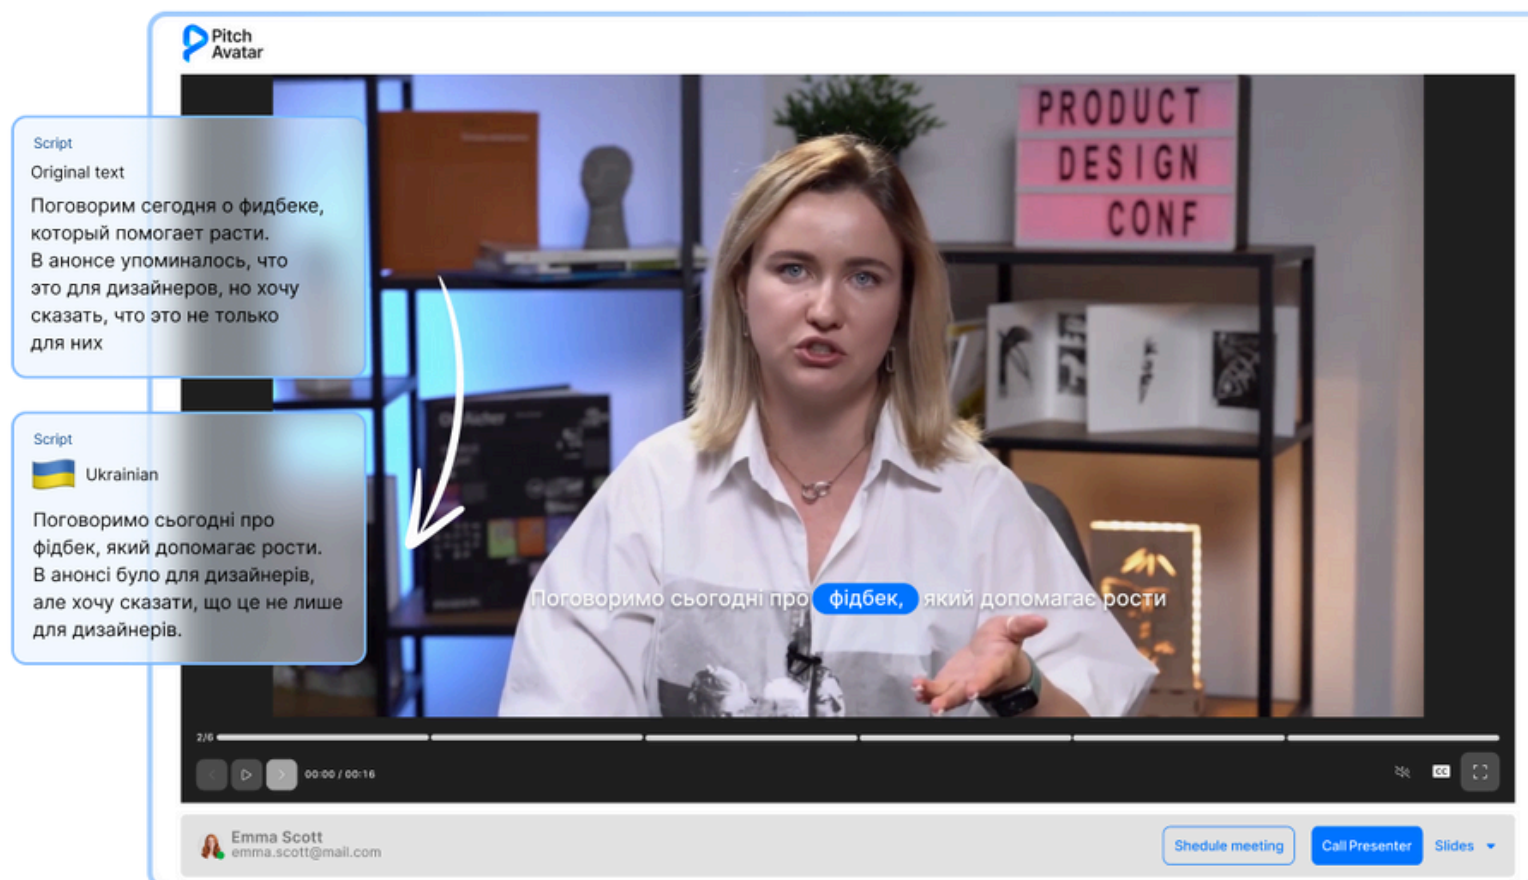 Pitch
Avatar
PRODUCT
DESIGN
CONF
Script
Original text
Поговорим сегодня о фидбеке,
который помогает расти.
В анонсе упоминалось, что
это для дизайнеров, но хочу
сказать, что это не только
для них
Script
Ukrainian
Поговоримо сьогодні про
фідбек, який допомагає рости.
В анонсі було для дизайнерів,
але хочу сказати, що це не лише
для дизайнерів.
Поговоримо сьогодні про фідбек, який допомагає рости
2/6
00:00 / 00:16
CC
Emma Scott
emma.scott@mail.com
Shedule meeting
Call Presenter
Slides